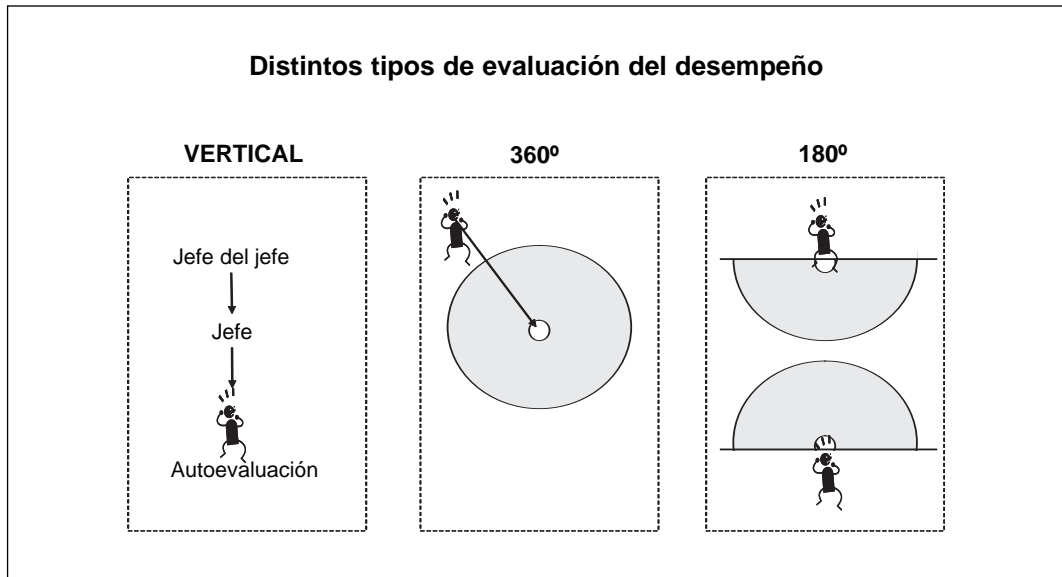 Distintos tipos de evaluación del desempeño
VERTICAL
360º
180º
Jefe del jefe
Jefe
Autoevaluación